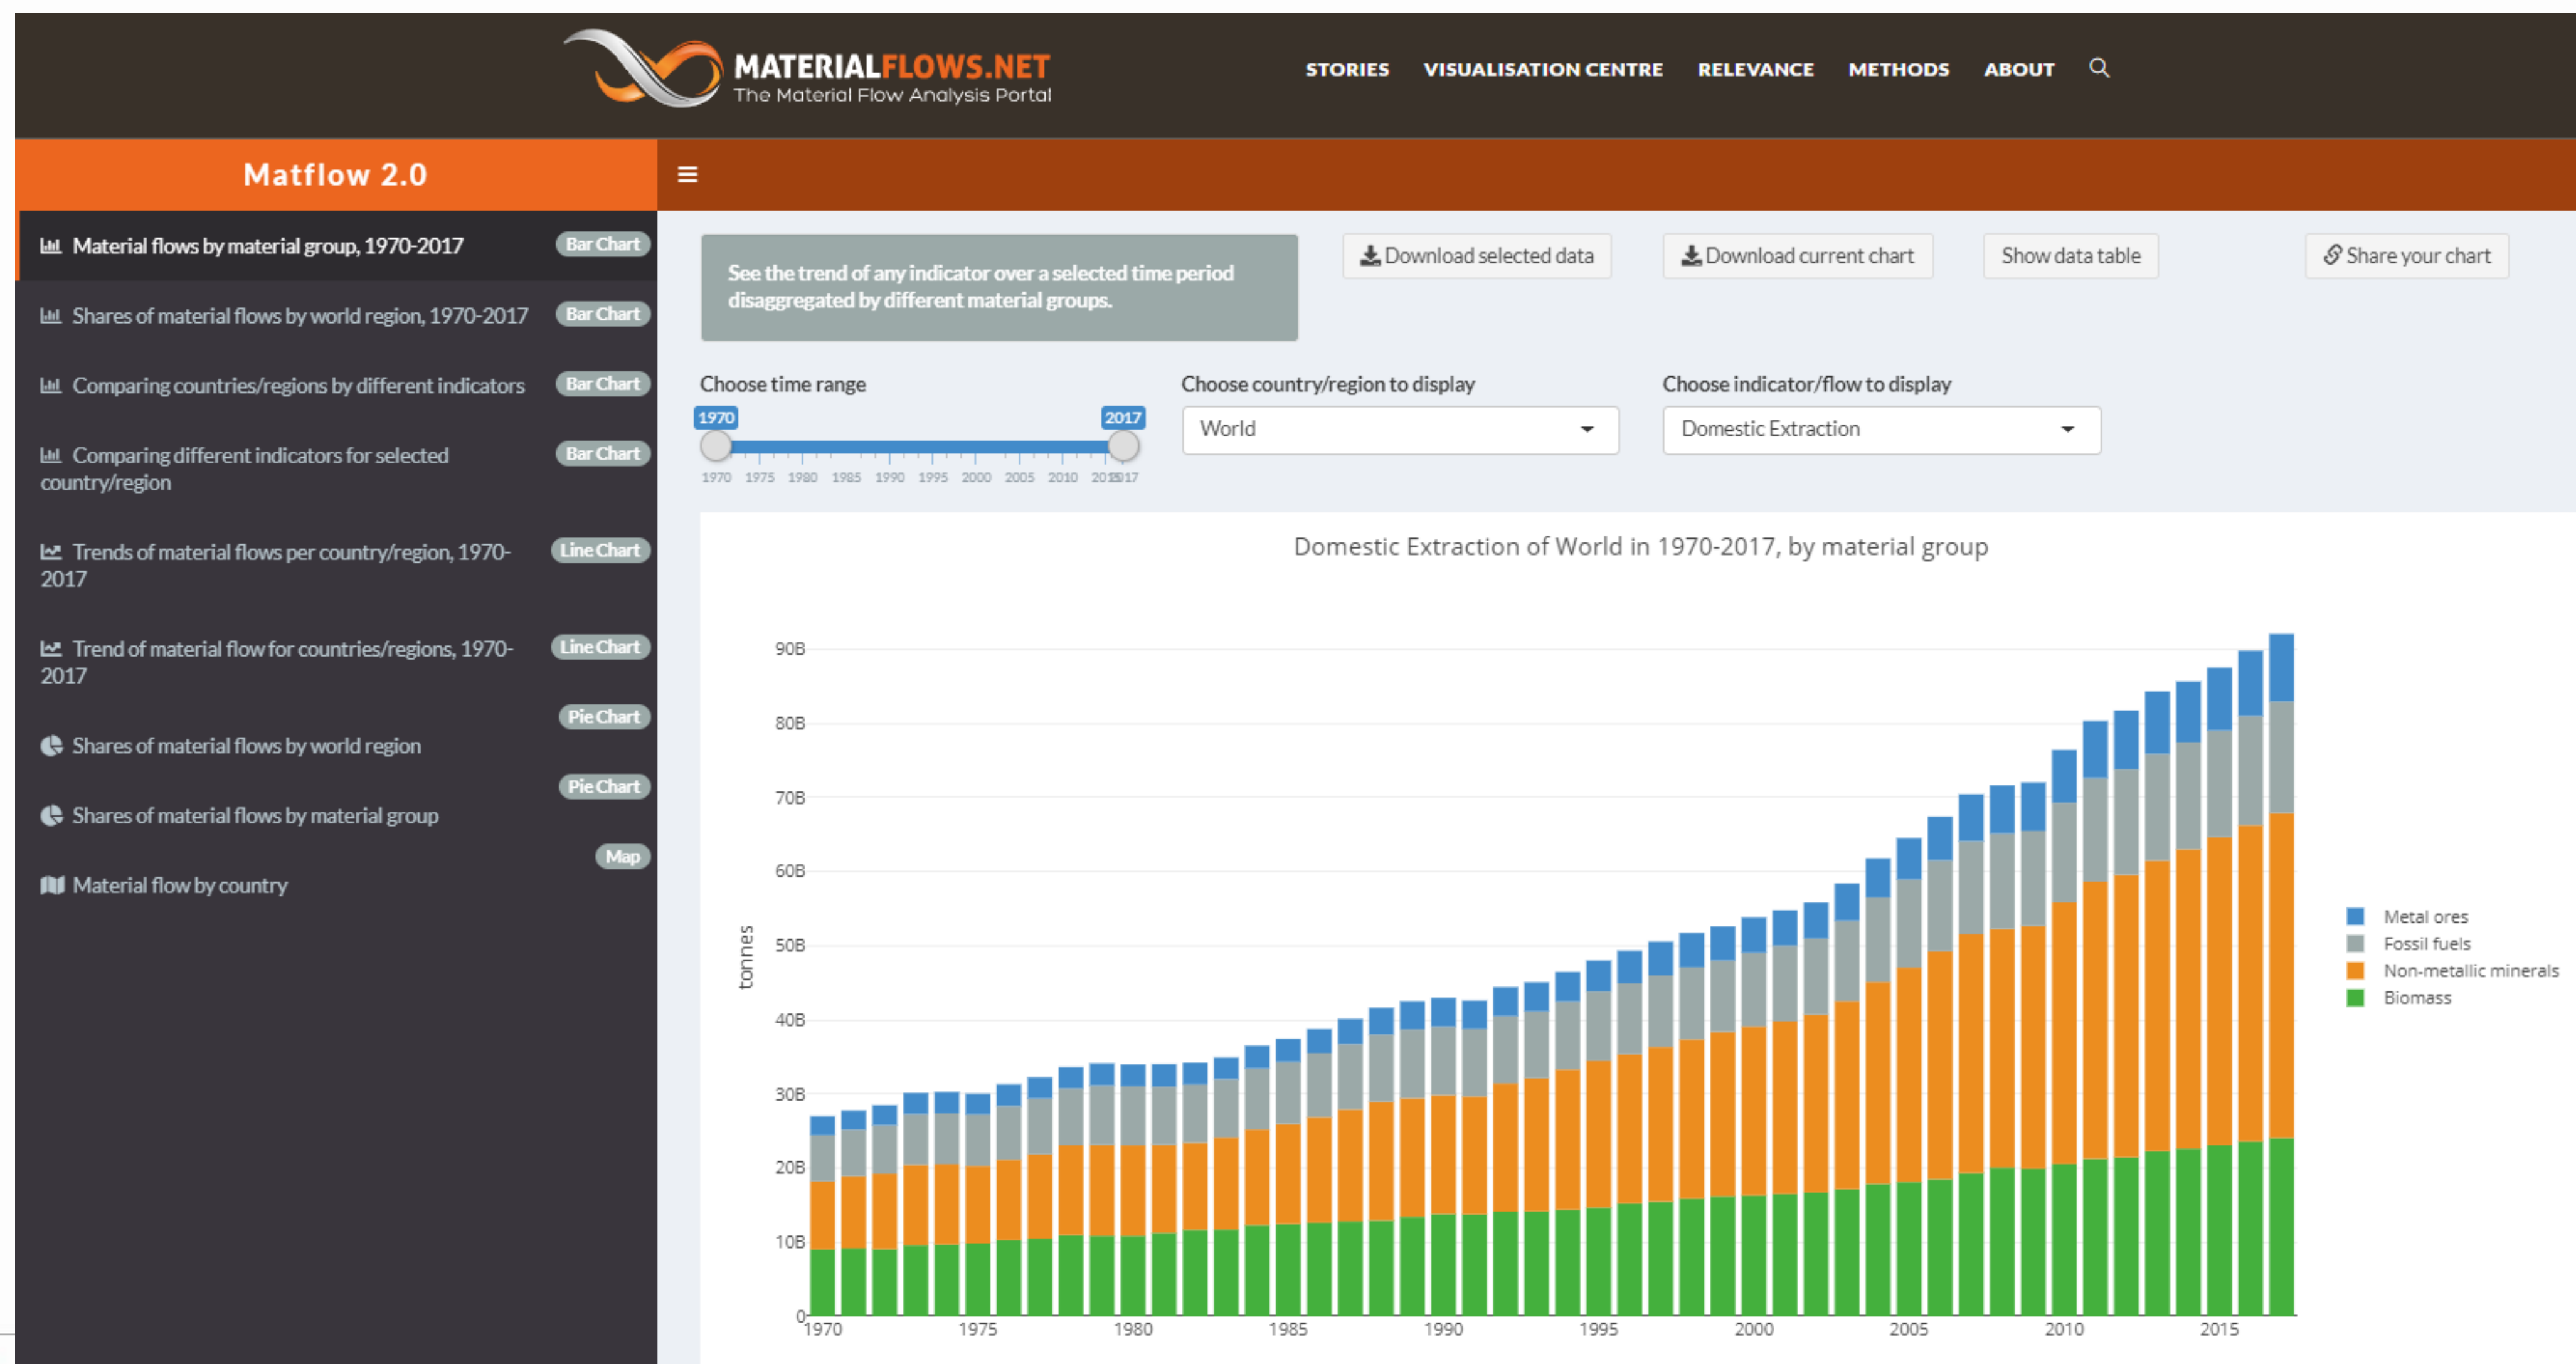 MATERIALFLOWS.NET
The Material Flow Analysis Portal
STORIES VISUALISATION CENTRE RELEVANCE METHODS ABOUT
Matflow 2.0
Material flows by material group, 1970-2017 Bar Chart
Shares of material flows by world region, 1970-2017 Bar Chart
Comparing countries/regions by different indicators Bar Chart
Comparing different indicators for selected Bar Chart
country/region
Trends of material flows per country/region, 1970- Line Chart
2017
Trend of material flow for countries/regions, 1970- Line Chart
2017
Pie Chart
Shares of material flows by world region
Pie Chart
Shares of material flows by material group
Map
Material flow by country
See the trend of any indicator over a selected time period
disaggregated by different material groups.
Download selected data
Download current chart
Show data table
Share your chart
Choose time range
1970 2017
1970 1975 1980 1985 1990 1995 2000 2005 2010 2015 2017
Choose country/region to display
World
Choose indicator/flow to display
Domestic Extraction
Domestic Extraction of World in 1970-2017, by material group
tonnes
90B
80B
70B
60B
50B
40B
30B
20B
10B
0
1970 1975 1980 1985 1990 1995 2000 2005 2010 2015
Metal ores
Fossil fuels
Non-metallic minerals
Biomass